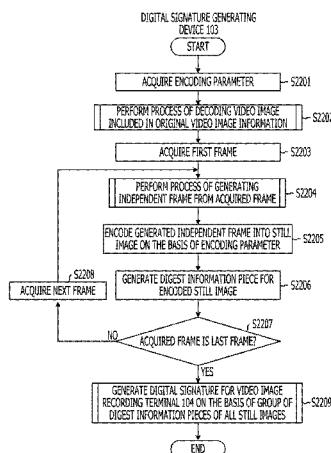 DIGITAL SIGNATURE GENERATING
DEVICE 103
START
ACQUIRE ENCODING PARAMETER
S2201
PERFORM PROCESS OF DECODING VIDEO IMAGE
INCLUDED IN ORIGINAL VIDEO IMAGE INFORMATION
S2202
ACQUIRE FIRST FRAME
S2203
PERFORM PROCESS OF GENERATING
INDEPENDENT FRAME FROM ACQUIRED FRAME
S2204
ENCODE GENERATED INDEPENDENT FRAME INTO STILL
IMAGE ON THE BASIS OF ENCODING PARAMETER
S2205
S2208
ACQUIRE NEXT FRAME
GENERATE DIGEST INFORMATION PIECE FOR
ENCODED STILL IMAGE
S2206
S2207
NO
ACQUIRED FRAME IS LAST FRAME?
YES
GENERATE DIGITAL SIGNATURE FOR VIDEO IMAGE
RECORDING TERMINAL 104 ON THE BASIS OF GROUP OF
DIGEST INFORMATION PIECES OF ALL STILL IMAGES
S2209
END